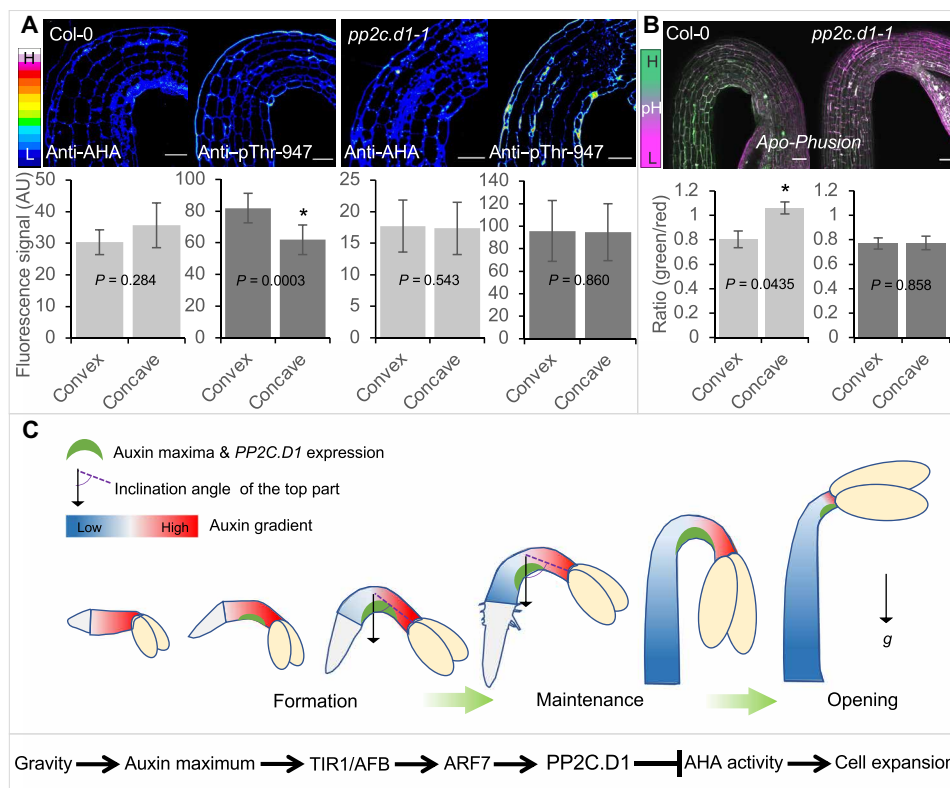 A
Col-0
pp2c.d1-1
H
L
Anti-AHA
Anti–pThr-947
Anti-AHA
Anti–pThr-947
Fluorescence signal (AU)
50
40
30
20
10
0
P = 0.284
Convex
Concave
100
80
60
40
20
0
*
P = 0.0003
Convex
Concave
25
20
15
10
5
0
P = 0.543
Convex
Concave
140
120
100
80
60
40
20
0
P = 0.860
Convex
Concave
B
Col-0
pp2c.d1-1
H
pH
L
Apo-Phusion
Ratio (green/red)
1.2
1
0.8
0.6
0.4
0.2
0
*
P = 0.0435
Convex
Concave
1.2
1
0.8
0.6
0.4
0.2
0
P = 0.858
Convex
Concave
C
Auxin maxima & PP2C.D1 expression
Inclination angle of the top part
Low High Auxin gradient
g
Formation Maintenance Opening
Gravity Auxin maximum TIR1/AFB ARF7 PP2C.D1 AHA activity Cell expansion